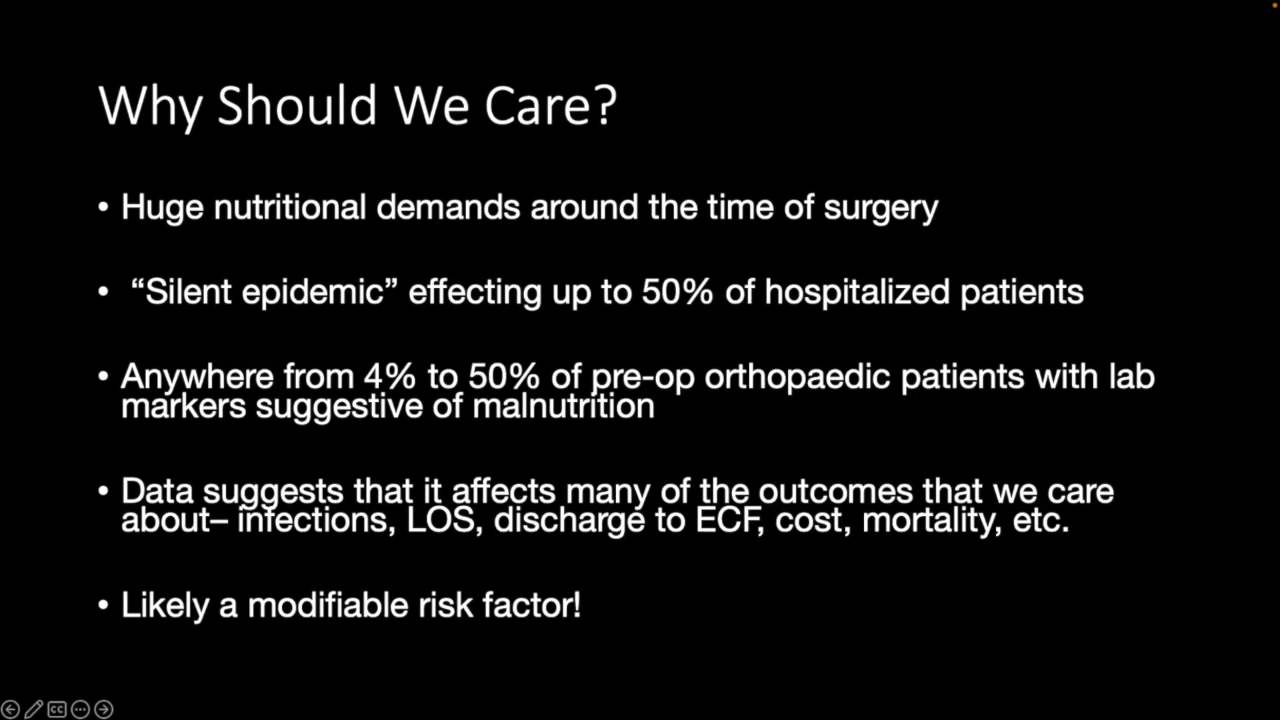 Why Should We Care?
• Huge nutritional demands around the time of surgery
• “Silent epidemic” effecting up to 50% of hospitalized patients
• Anywhere from 4% to 50% of pre-op orthopaedic patients with lab
markers suggestive of malnutrition
• Data suggests that it affects many of the outcomes that we care
about– infections, LOS, discharge to ECF, cost, mortality, etc.
• Likely a modifiable risk factor!
CC